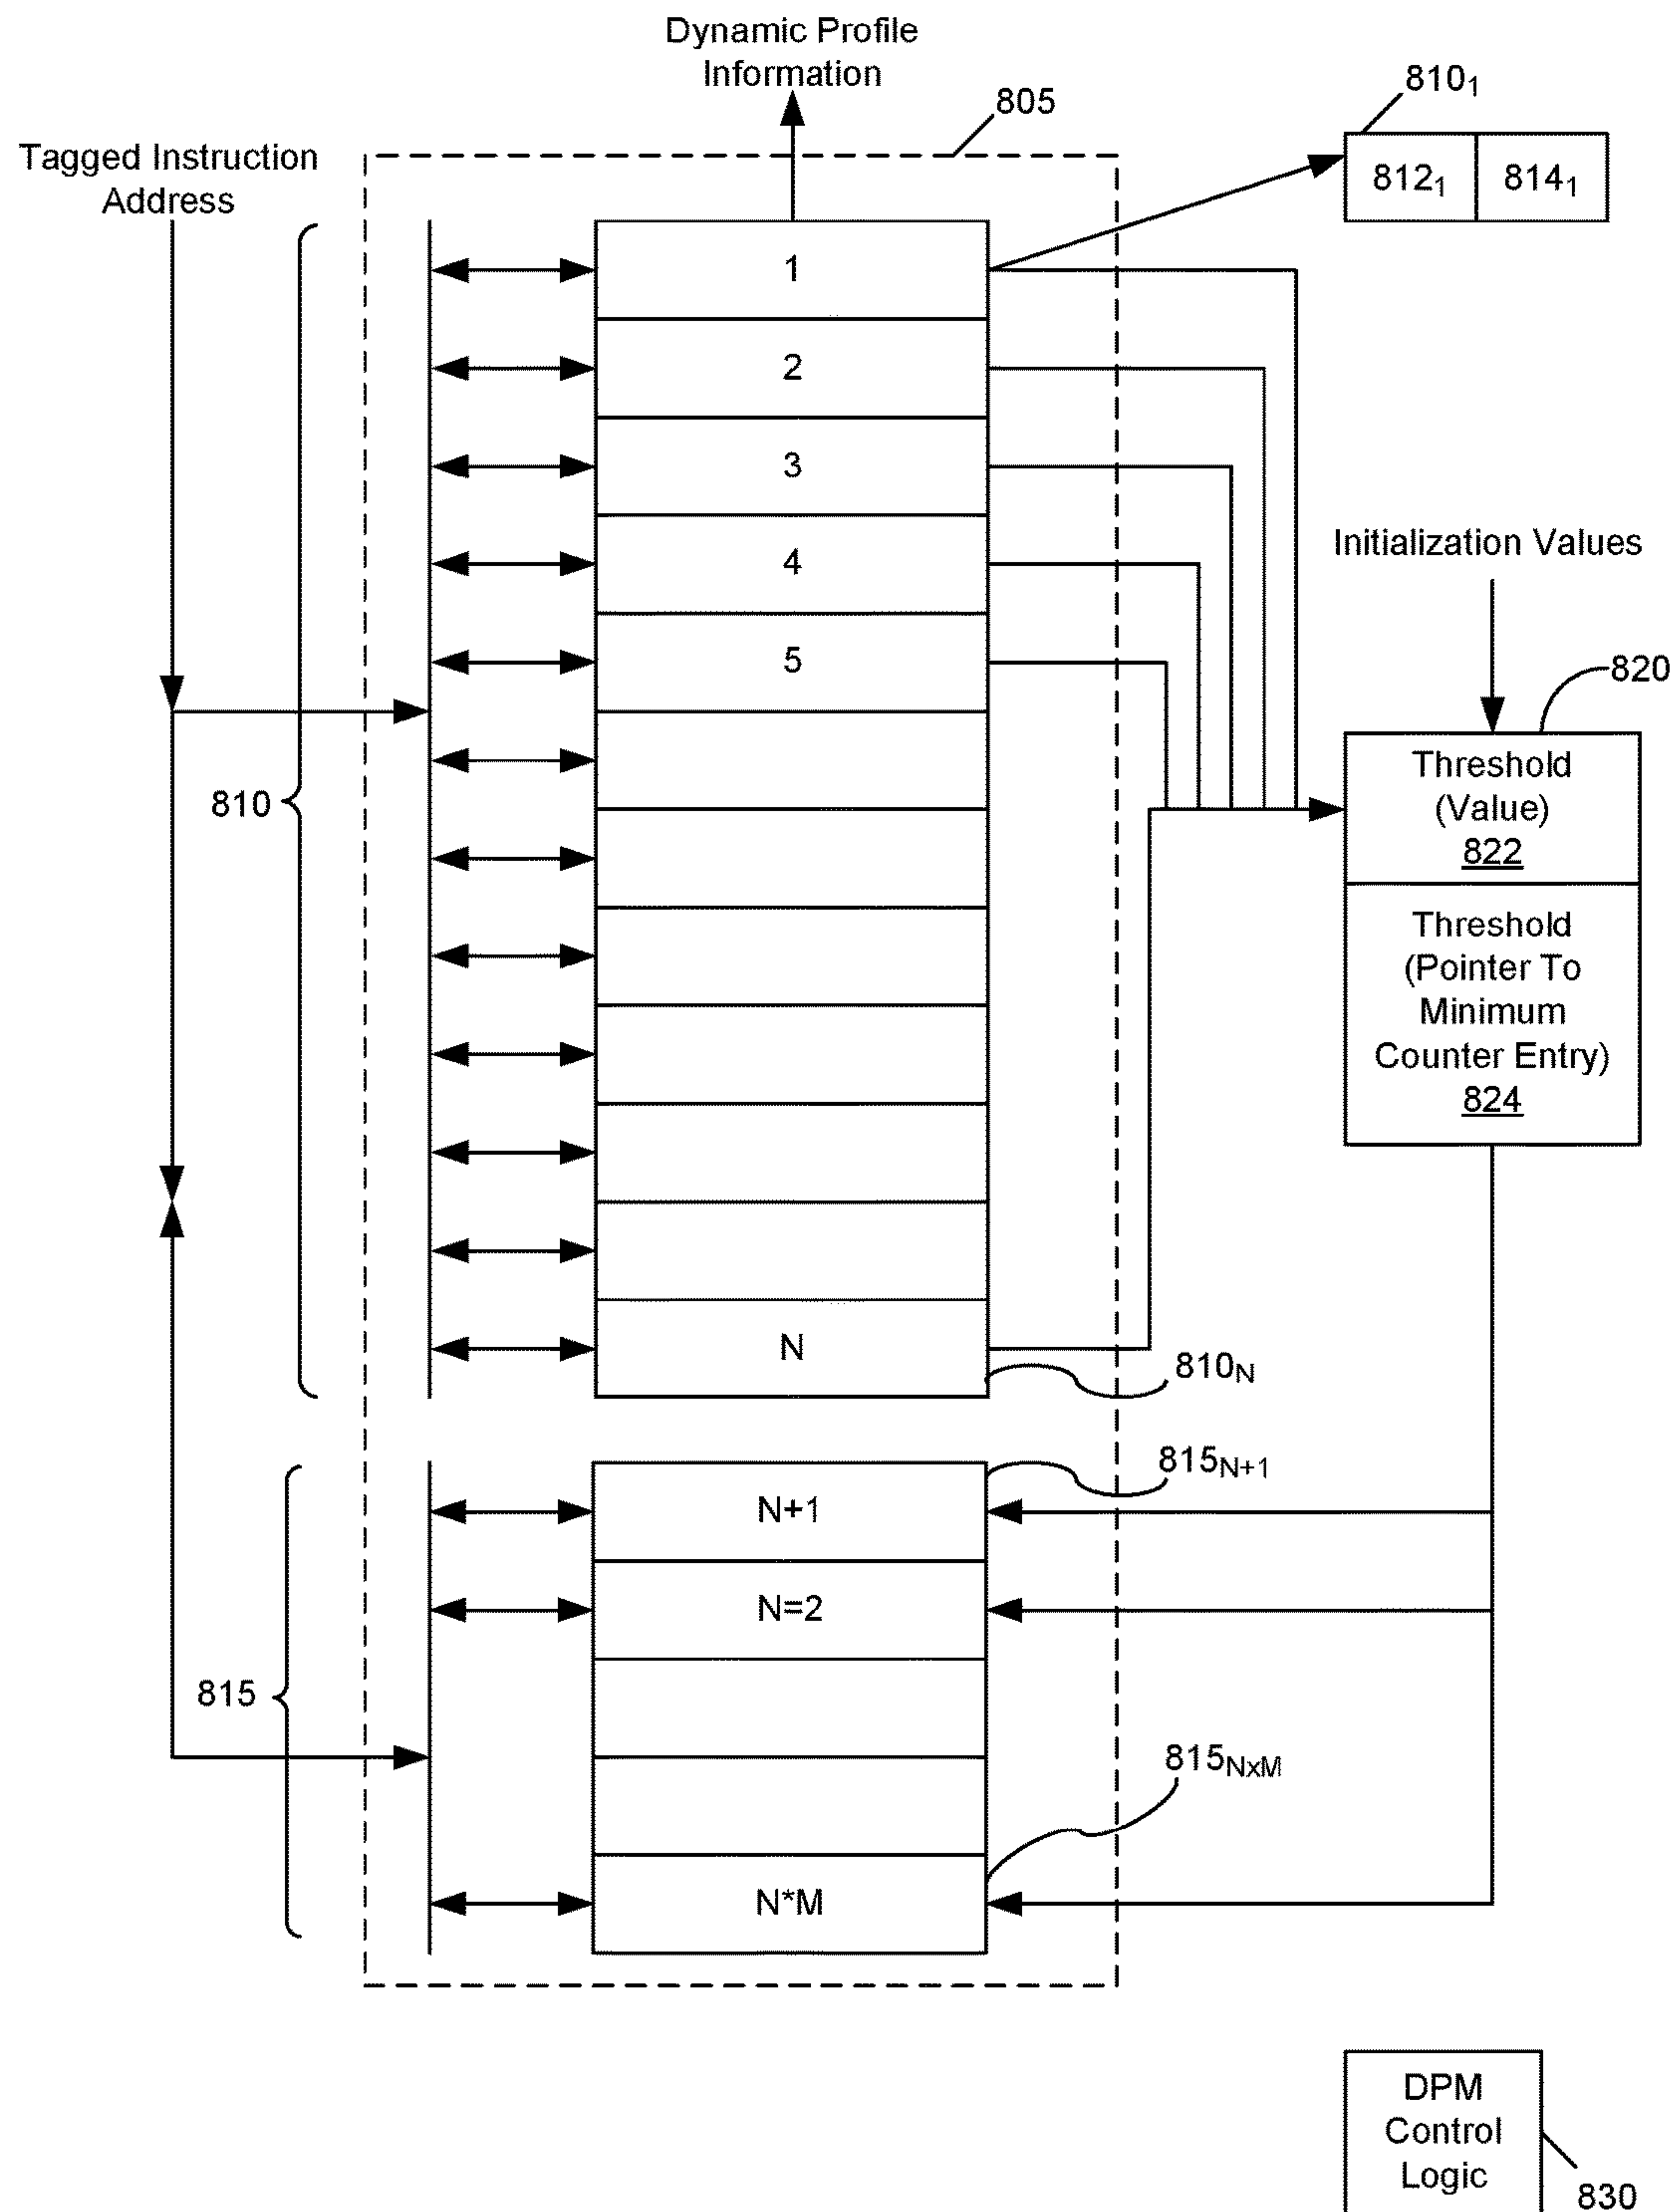 Dynamic Profile
Information
805
810₁
Tagged Instruction
Address
812₁ 814₁
1
2
3
4
5
Initialization Values
820
Threshold
(Value)
822
810
Threshold
(Pointer To
Minimum
Counter Entry)
824
N
810N
815N+1
N+1
N=2
815
815NxM
N*M
DPM
Control
Logic
830